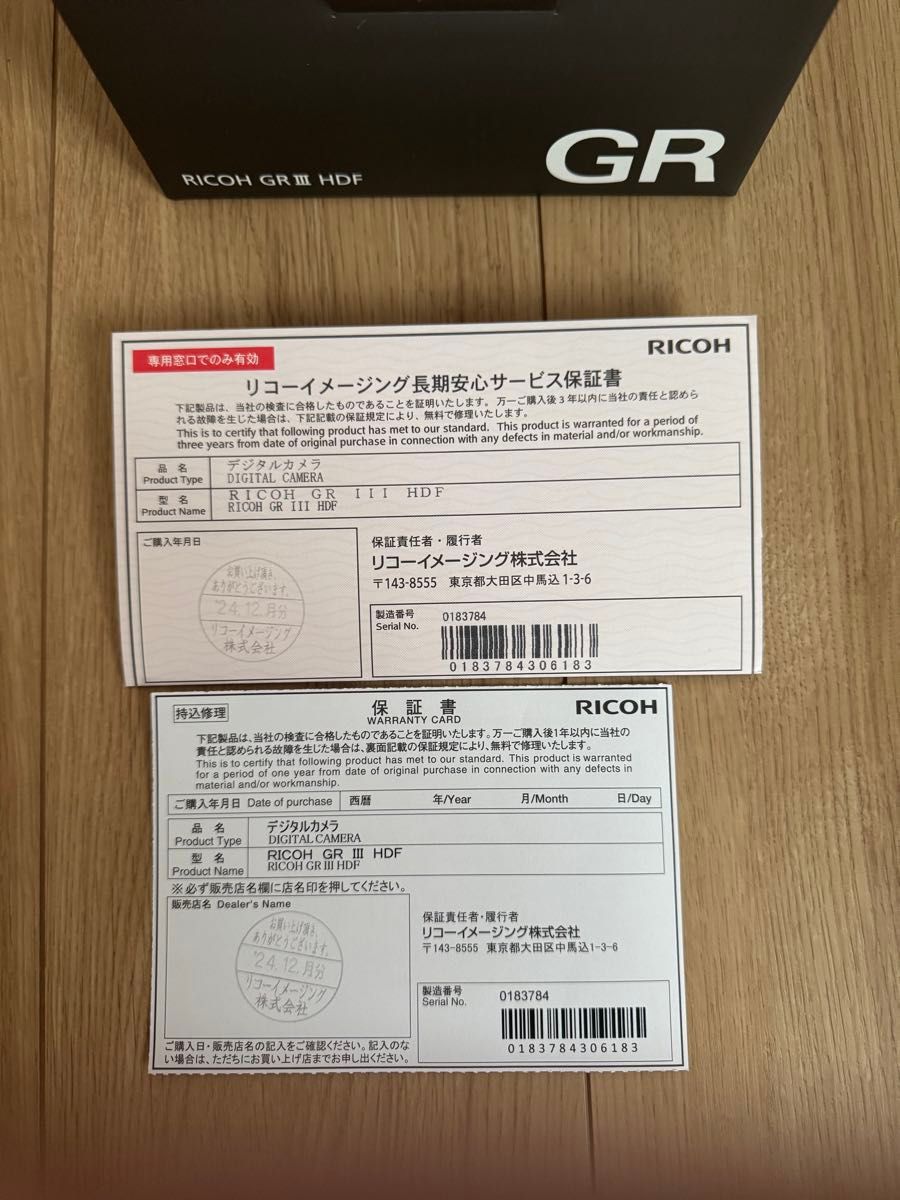 GR
RICOH GR III HDF
専用窓口でのみ有効
RICOH
リコーイメージング長期安心サービス保証書
下記製品は、当社の検査に合格したものであることを証明いたします。万一ご購入後3年以内に当社の責任と認めら
れる故障を生じた場合は、下記記載の保証規定により、無料で修理いたします。
This is to certify that following product has met to our standard. This product is warranted for a period of
three years from date of original purchase in connection with any defects in material and/or workmanship.
品 名 デジタルカメラ
Product Type DIGITAL CAMERA
型 名 RICOH GR III HDF
Product Name RICOH GR III HDF
ご購入年月日
お買い上げ頂き、
ありがとうございます。
'24.12.月分
リコーイメージング
株式会社
保証責任者・履行者
リコーイメージング株式会社
〒143-8555 東京都大田区中馬込1-3-6
製造番号 0183784
Serial No.
0183784306183
持込修理
保証書
WARRANTY CARD
RICOH
下記製品は、当社の検査に合格したものであることを証明いたします。万一ご購入後1年以内に当社の
責任と認められる故障を生じた場合は、裏面記載の保証規定により、無料で修理いたします。
This is to certify that following product has met to our standard. This product is warranted
for a period of one year from date of original purchase in connection with any defects in
material and/or workmanship.
ご購入年月日 Date of purchase 西暦 年/Year 月/Month 日/Day
品 名 デジタルカメラ
Product Type DIGITAL CAMERA
型 名 RICOH GR III HDF
Product Name RICOH GR III HDF
※必ず販売店名欄に店名印を押してください。
販売店名 Dealer's Name
お買い上げ頂き、
ありがとうございます。
'24.12.月分
リコーイメージング
株式会社
保証責任者・履行者
リコーイメージング株式会社
〒143-8555 東京都大田区中馬込1-3-6
製造番号 0183784
Serial No.
0183784306183
ご購入日・販売店名の記入をご確認ください。記入のな
い場合は、ただちにお買い上げ店までお申し出ください。